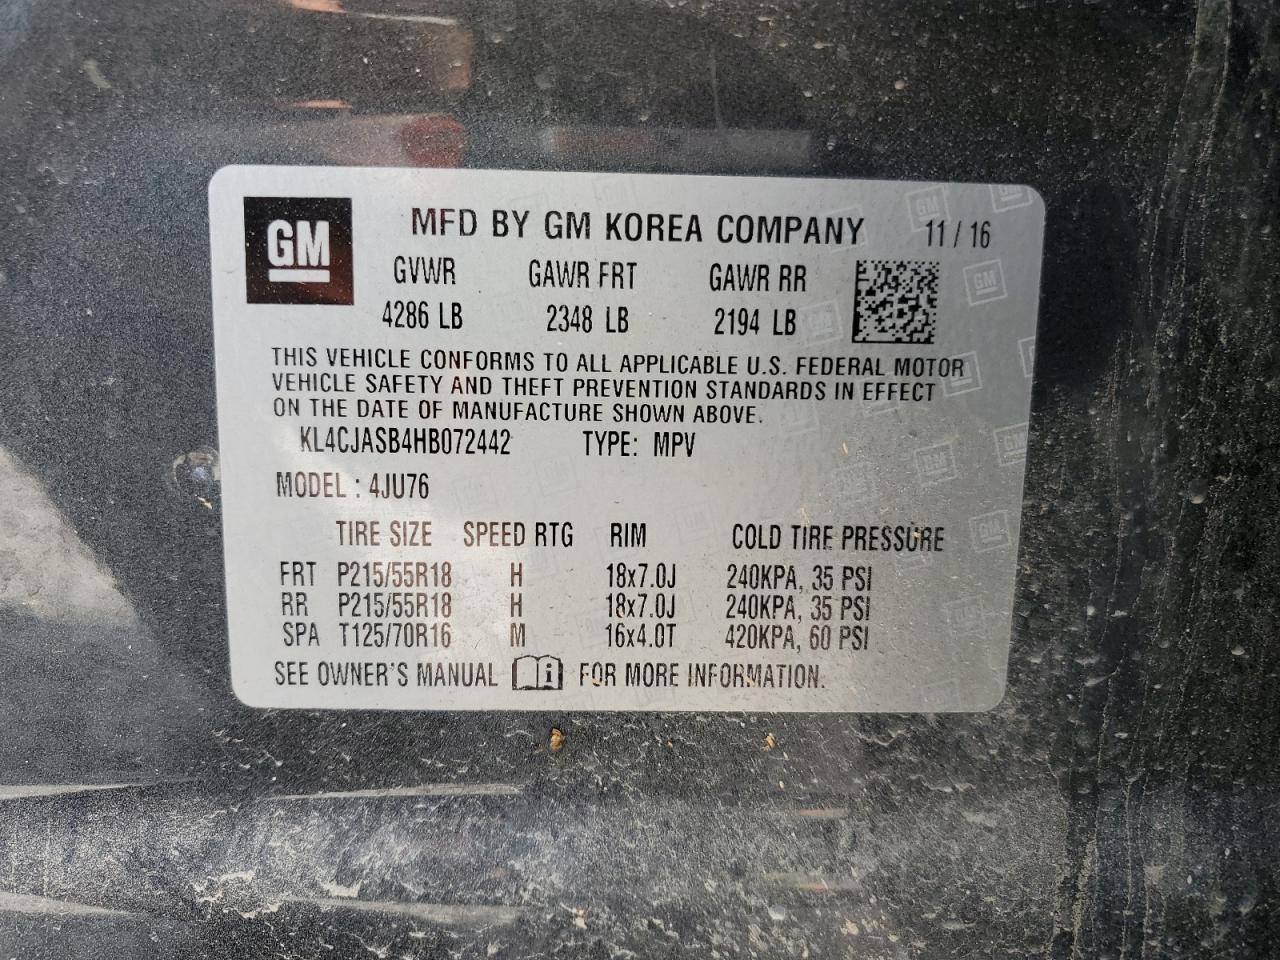 GM MFD BY GM KOREA COMPANY 11 / 16
GVWR GAWR FRT GAWR RR
4286 LB 2348 LB 2194 LB
THIS VEHICLE CONFORMS TO ALL APPLICABLE U.S. FEDERAL MOTOR
VEHICLE SAFETY AND THEFT PREVENTION STANDARDS IN EFFECT
ON THE DATE OF MANUFACTURE SHOWN ABOVE.
KL4CJASB4HB072442 TYPE: MPV
MODEL : 4JU76
TIRE SIZE SPEED RTG RIM COLD TIRE PRESSURE
FRT P215/55R18 H 18x7.0J 240KPA, 35 PSI
RR P215/55R18 H 18x7.0J 240KPA, 35 PSI
SPA T125/70R16 M 16x4.0T 420KPA, 60 PSI
SEE OWNER'S MANUAL i FOR MORE INFORMATION.